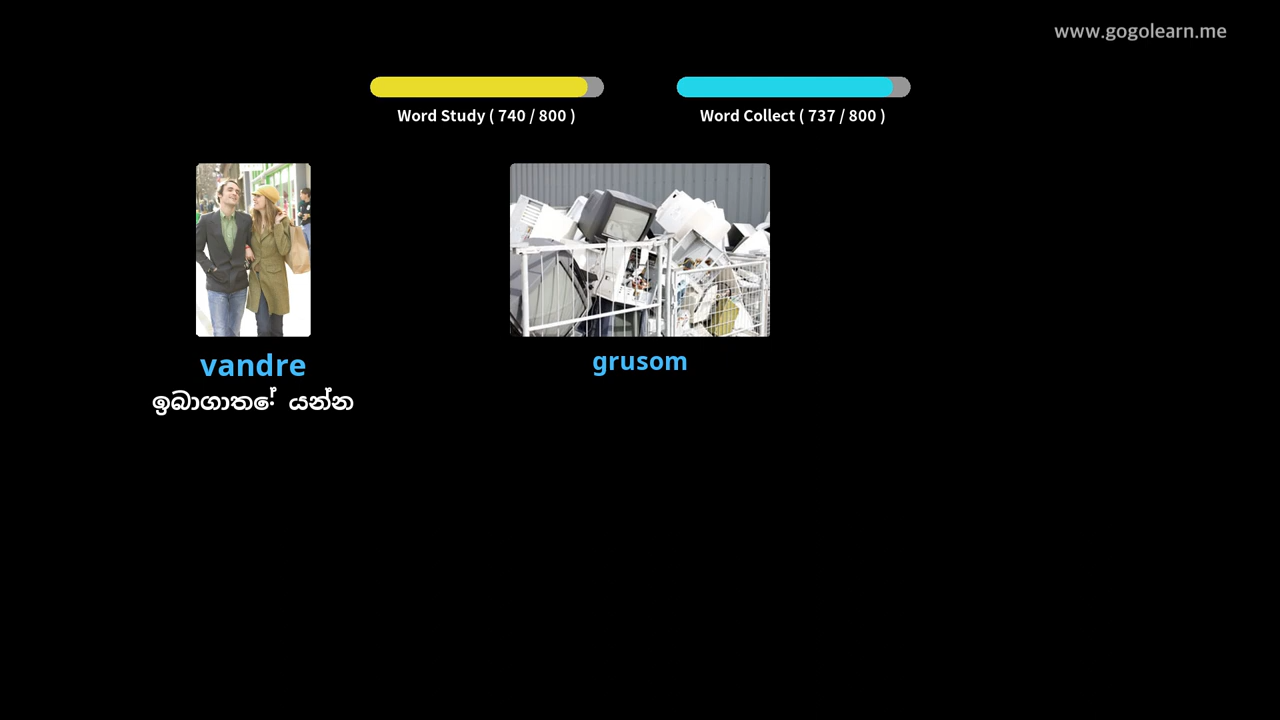 www.gogolearn.me
Word Study ( 740 / 800 )
Word Collect ( 737 / 800 )
vandre
ඉබාගාතේ යන්න
grusom